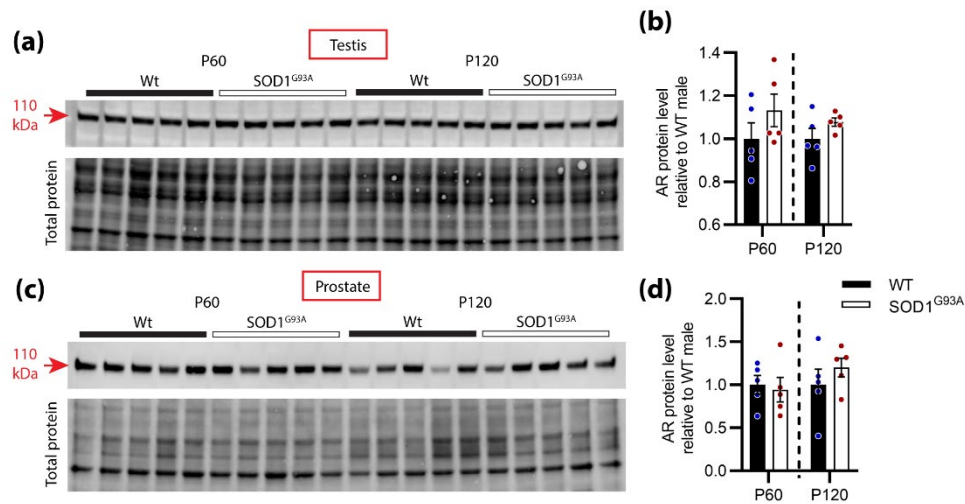 (a)
Testis
P60
P120
Wt
SOD1G93A
Wt
SOD1G93A
110
kDa
Total protein
(b)
AR protein level
relative to WT male
1.4
1.2
1.0
0.8
0.6
P60
P120
(c)
Prostate
P60
P120
Wt
SOD1G93A
Wt
SOD1G93A
110
kDa
Total protein
(d)
AR protein level
relative to WT male
2.0
1.5
1.0
0.5
0.0
P60
P120
WT
SOD1G93A